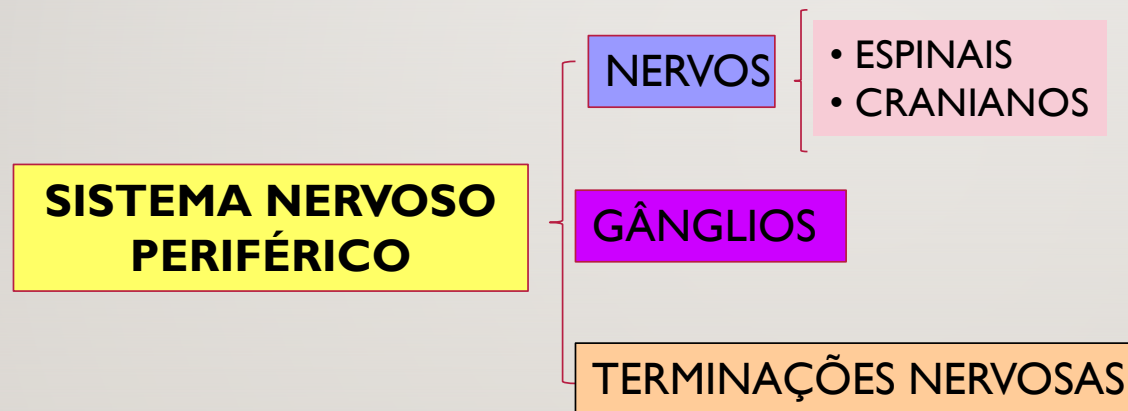 NERVOS
• ESPINAIS
• CRANIANOS
SISTEMA NERVOSO
PERIFÉRICO
GÂNGLIOS
TERMINAÇÕES NERVOSAS